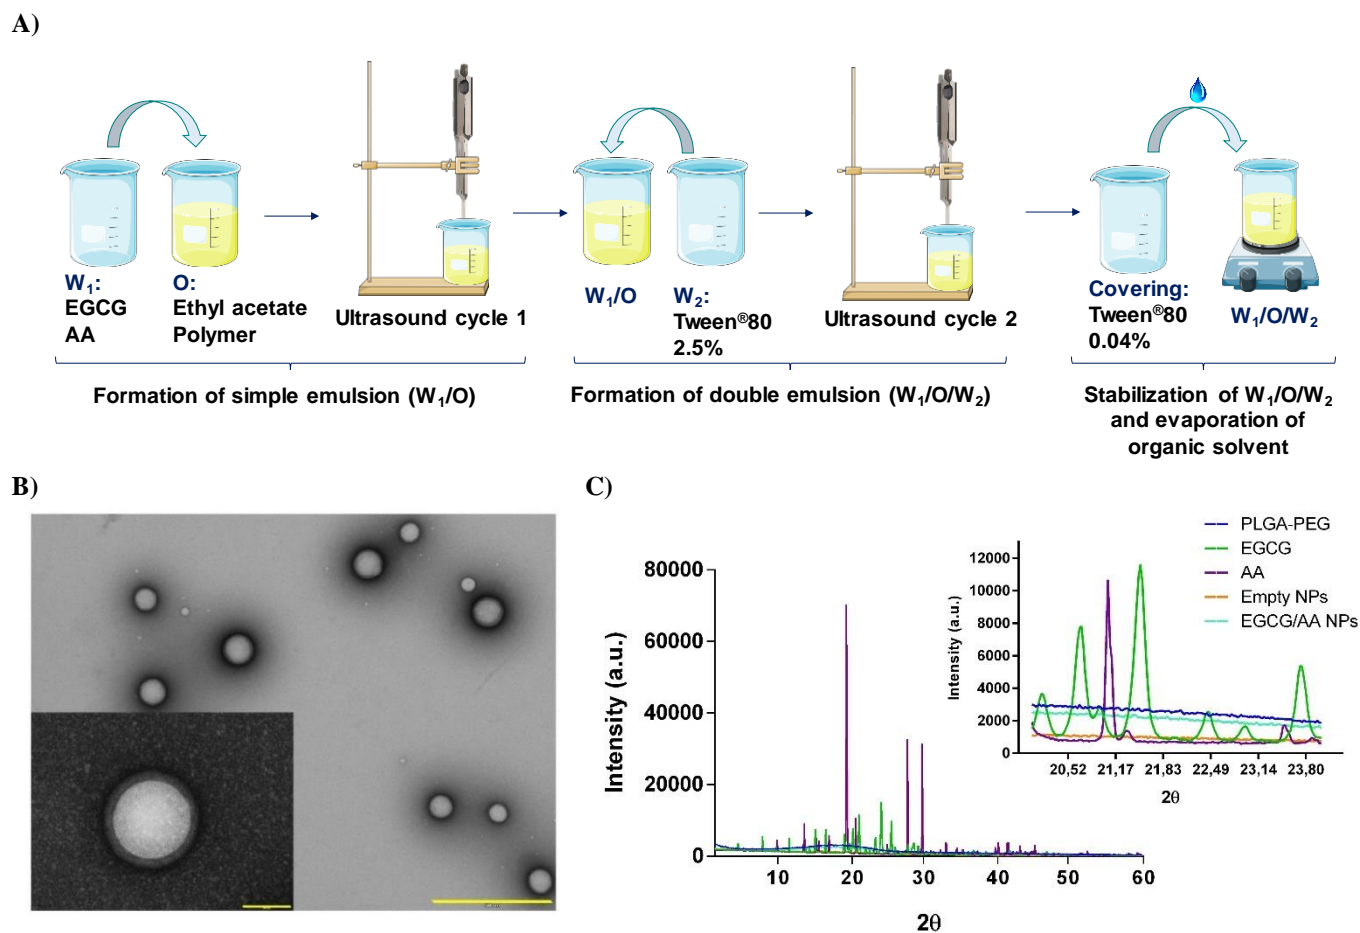 A)
W1:
EGCG
AA
O:
Ethyl acetate
Polymer
Ultrasound cycle 1
W1/O
W2:
Tween®80
2.5%
Ultrasound cycle 2
Covering:
Tween®80
0.04%
W1/O/W2
Formation of simple emulsion (W1/O)
Formation of double emulsion (W1/O/W2)
Stabilization of W1/O/W2
and evaporation of
organic solvent
B)
C)
Intensity (a.u.)
80000
60000
40000
20000
0
10
20
30
40
50
60
2θ
Intensity (a.u.)
12000
10000
8000
6000
4000
2000
0
20,52
21,17
21,83
22,49
23,14
23,80
2θ
PLGA-PEG
EGCG
AA
Empty NPs
EGCG/AA NPs